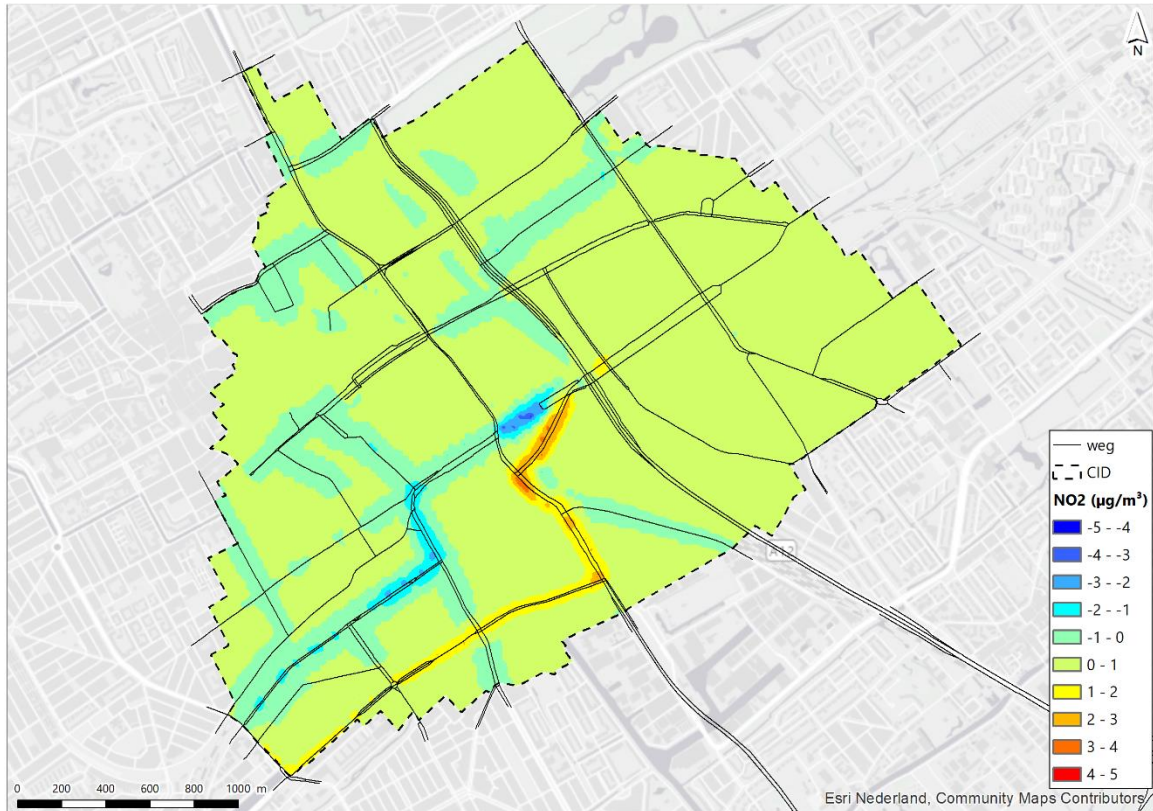 N
weg
CID
NO2 (µg/m³)
-5 - -4
-4 - -3
-3 - -2
-2 - -1
-1 - 0
0 - 1
1 - 2
2 - 3
3 - 4
4 - 5
A12
0 200 400 600 800 1000 m
Esri Nederland, Community Maps Contributors